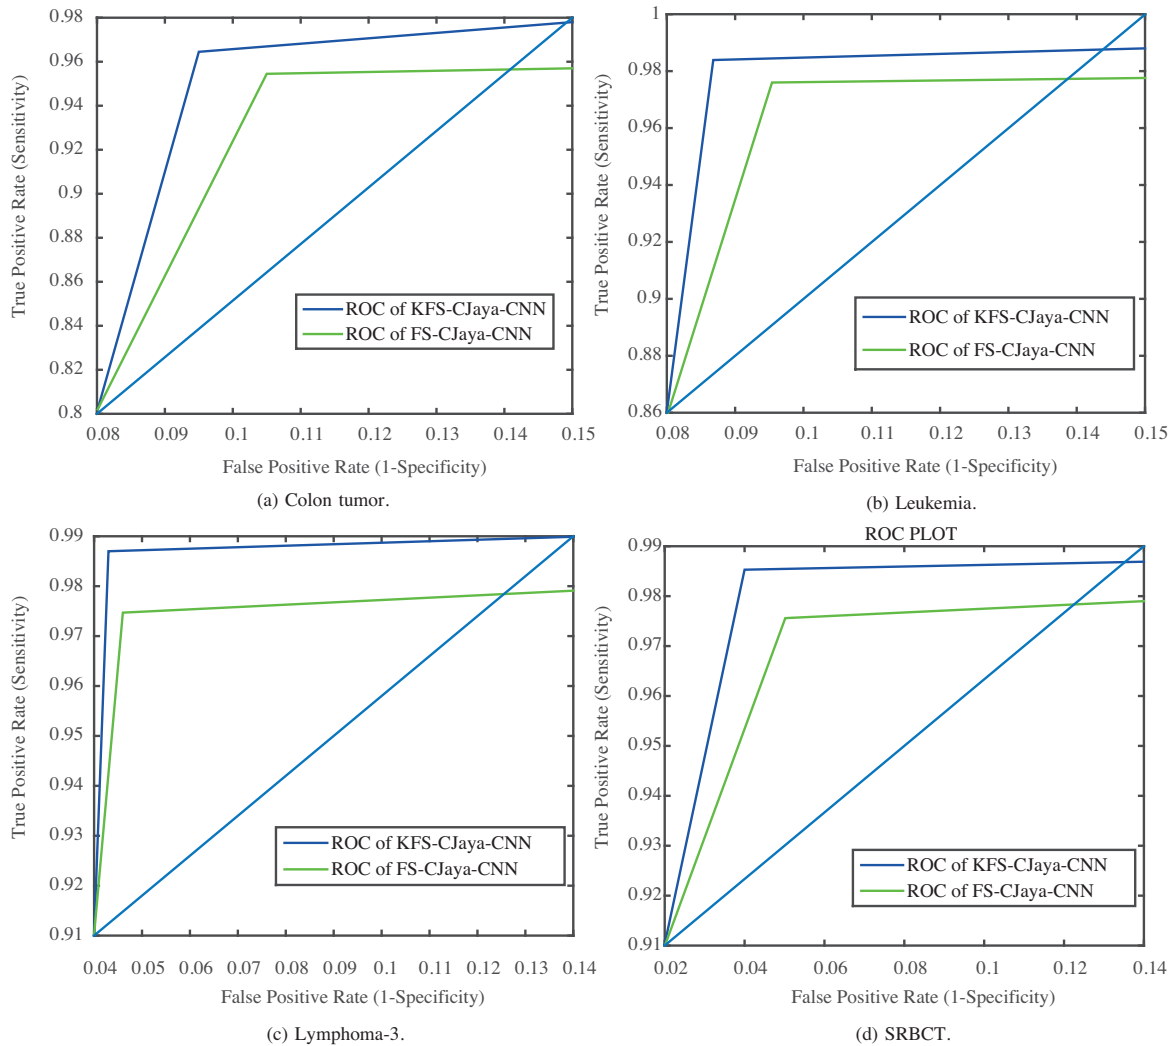 0.98
0.96
0.94
0.92
0.9
0.88
0.86
0.84
0.82
0.8
True Positive Rate (Sensitivity)
ROC of KFS-CJaya-CNN
ROC of FS-CJaya-CNN
0.08 0.09 0.1 0.11 0.12 0.13 0.14 0.15
False Positive Rate (1-Specificity)
(a) Colon tumor.
1
0.98
0.96
0.94
0.92
0.9
0.88
0.86
True Positive Rate (Sensitivity)
ROC of KFS-CJaya-CNN
ROC of FS-CJaya-CNN
0.08 0.09 0.1 0.11 0.12 0.13 0.14 0.15
False Positive Rate (1-Specificity)
(b) Leukemia.
0.99
0.98
0.97
0.96
0.95
0.94
0.93
0.92
0.91
True Positive Rate (Sensitivity)
ROC of KFS-CJaya-CNN
ROC of FS-CJaya-CNN
0.04 0.05 0.06 0.07 0.08 0.09 0.1 0.11 0.12 0.13 0.14
False Positive Rate (1-Specificity)
(c) Lymphoma-3.
ROC PLOT
0.99
0.98
0.97
0.96
0.95
0.94
0.93
0.92
0.91
True Positive Rate (Sensitivity)
ROC of KFS-CJaya-CNN
ROC of FS-CJaya-CNN
0.02 0.04 0.06 0.08 0.1 0.12 0.14
False Positive Rate (1-Specificity)
(d) SRBCT.